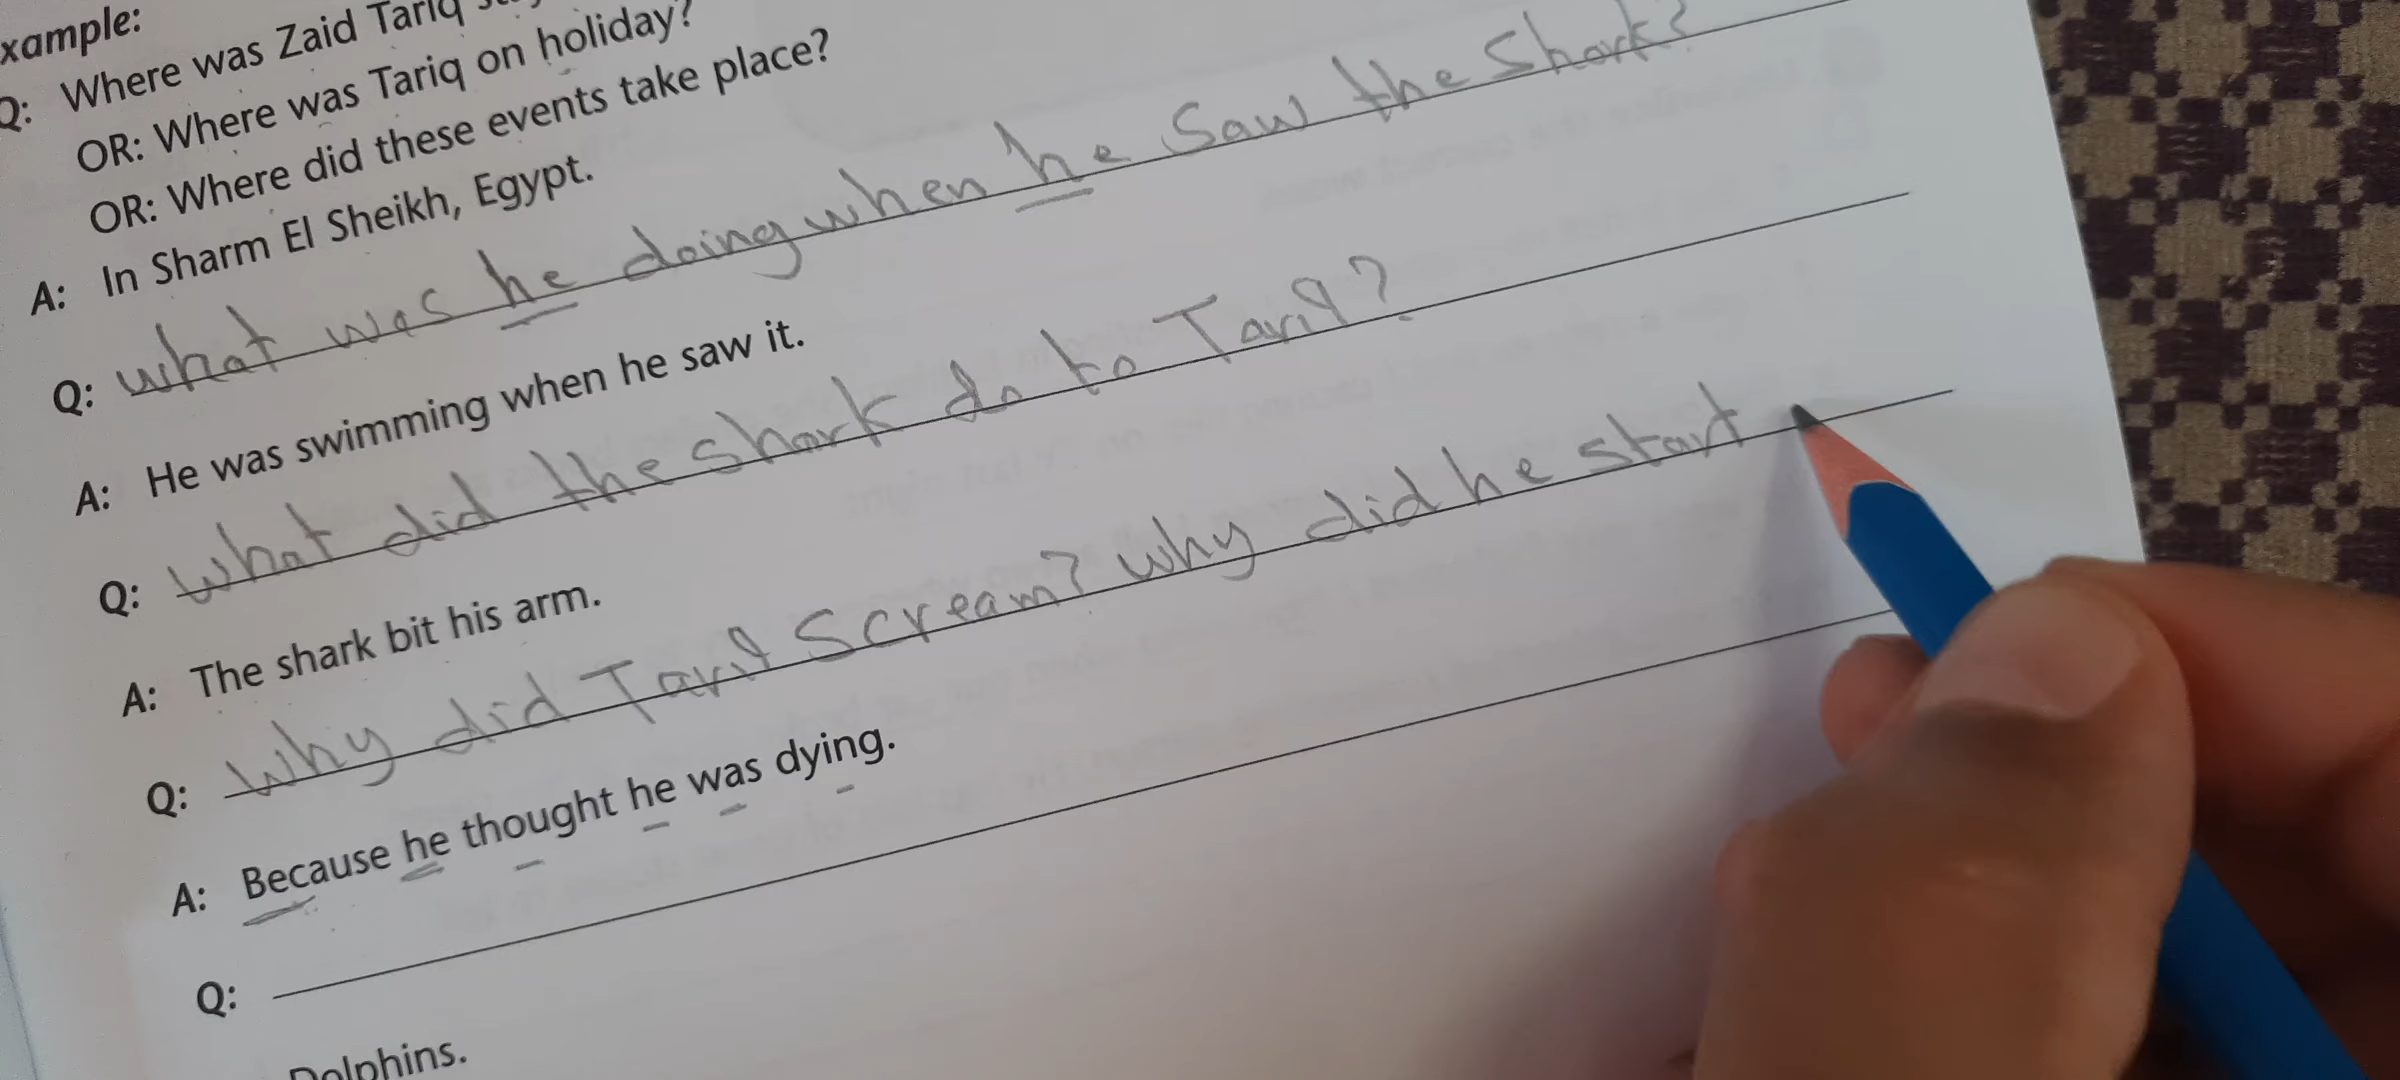 xample:
Q: Where was Zaid Tariq
OR: Where was Tariq on holiday?
OR: Where did these events take place?
A: In Sharm El Sheikh, Egypt.
Q: What was he doing when he saw the shark?
A: He was swimming when he saw it.
Q: What did the shark do to Tariq?
A: The shark bit his arm.
Q: Why did Tariq Scream? Why did he start
A: Because he thought he was dying.
Q:
Dolphins.